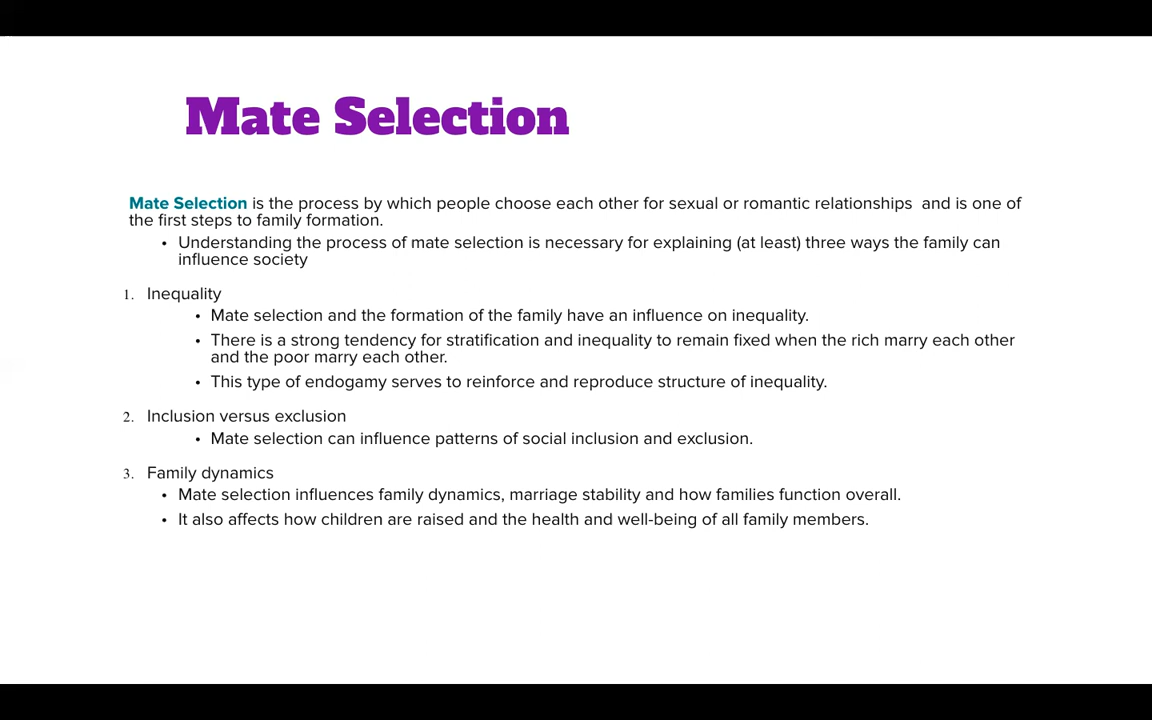 Mate Selection
Mate Selection is the process by which people choose each other for sexual or romantic relationships  and is one of
the first steps to family formation.
• Understanding the process of mate selection is necessary for explaining (at least) three ways the family can
influence society
1. Inequality
• Mate selection and the formation of the family have an influence on inequality.
• There is a strong tendency for stratification and inequality to remain fixed when the rich marry each other
and the poor marry each other.
• This type of endogamy serves to reinforce and reproduce structure of inequality.
2. Inclusion versus exclusion
• Mate selection can influence patterns of social inclusion and exclusion.
3. Family dynamics
• Mate selection influences family dynamics, marriage stability and how families function overall.
• It also affects how children are raised and the health and well-being of all family members.